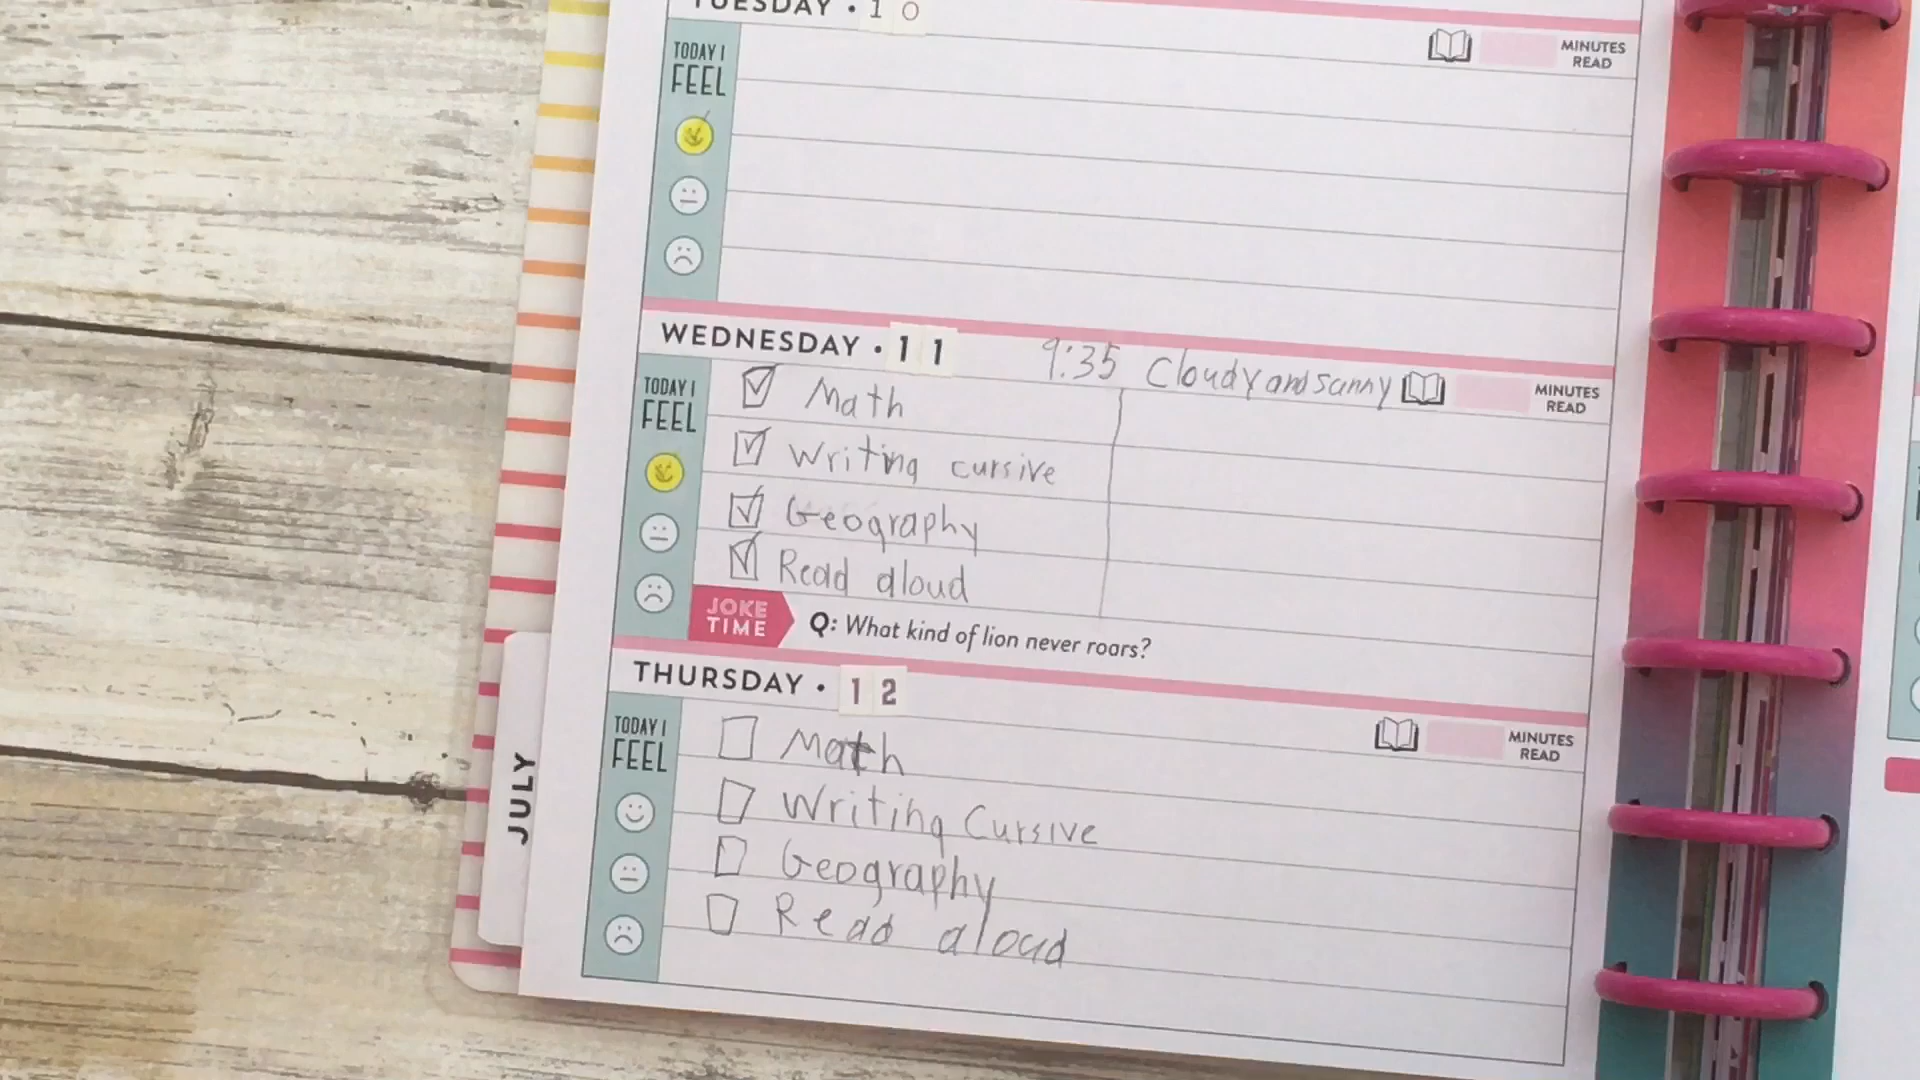 TUESDAY • 10
TODAY I
FEEL
MINUTES
READ
WEDNESDAY • 11 9:35 Cloudy and sunny
MINUTES
READ
TODAY I
FEEL
Math
Writing cursive
Geography
Read aloud
JOKE
TIME
Q: What kind of lion never roars?
THURSDAY • 12
MINUTES
READ
TODAY I
FEEL
Math
Writing Cursive
Geography
Read aloud
JULY